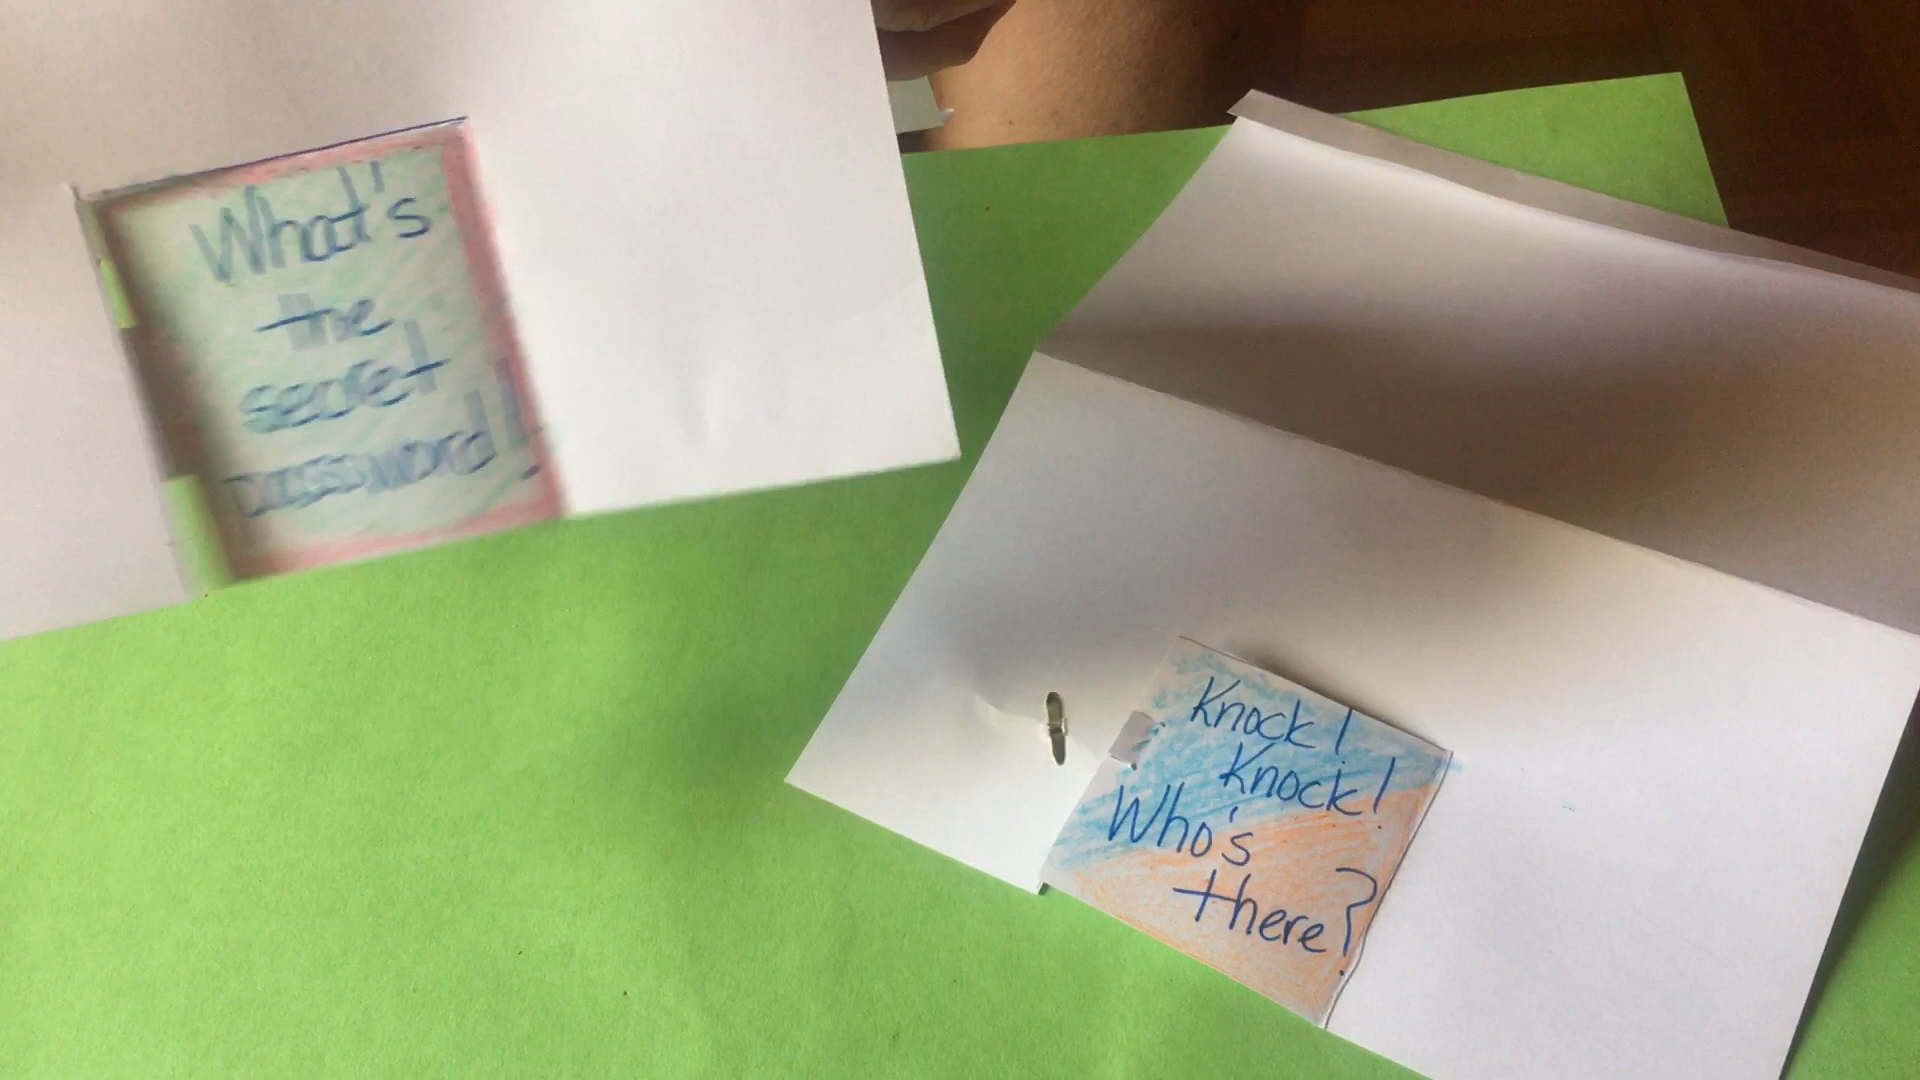 What's
the
secret
password!
Knock!
Knock!
Who's
there?